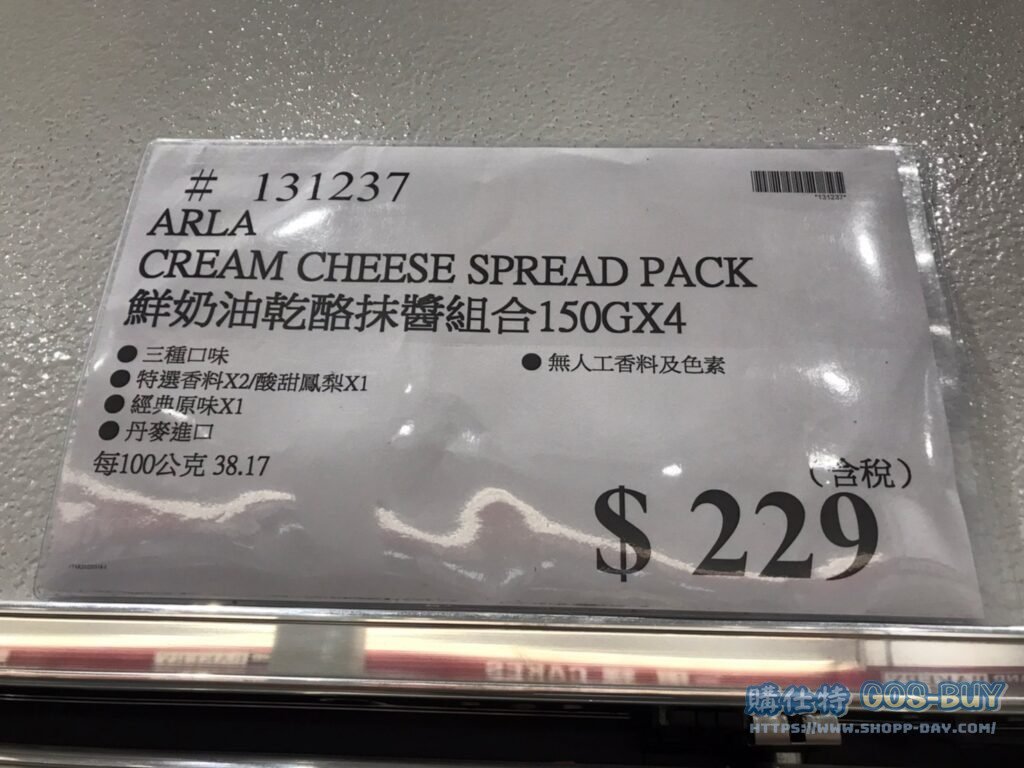 # 131237
*131237*
ARLA
CREAM CHEESE SPREAD PACK
鮮奶油乾酪抹醬組合150GX4
● 三種口味
● 特選香料X2/酸甜鳳梨X1
● 經典原味X1
● 丹麥進口
● 無人工香料及色素
每100公克 38.17
(含稅)
$ 229
CAKES
購仕特 GOS-BUY
HTTPS://WWW.SHOPP-DAY.COM/